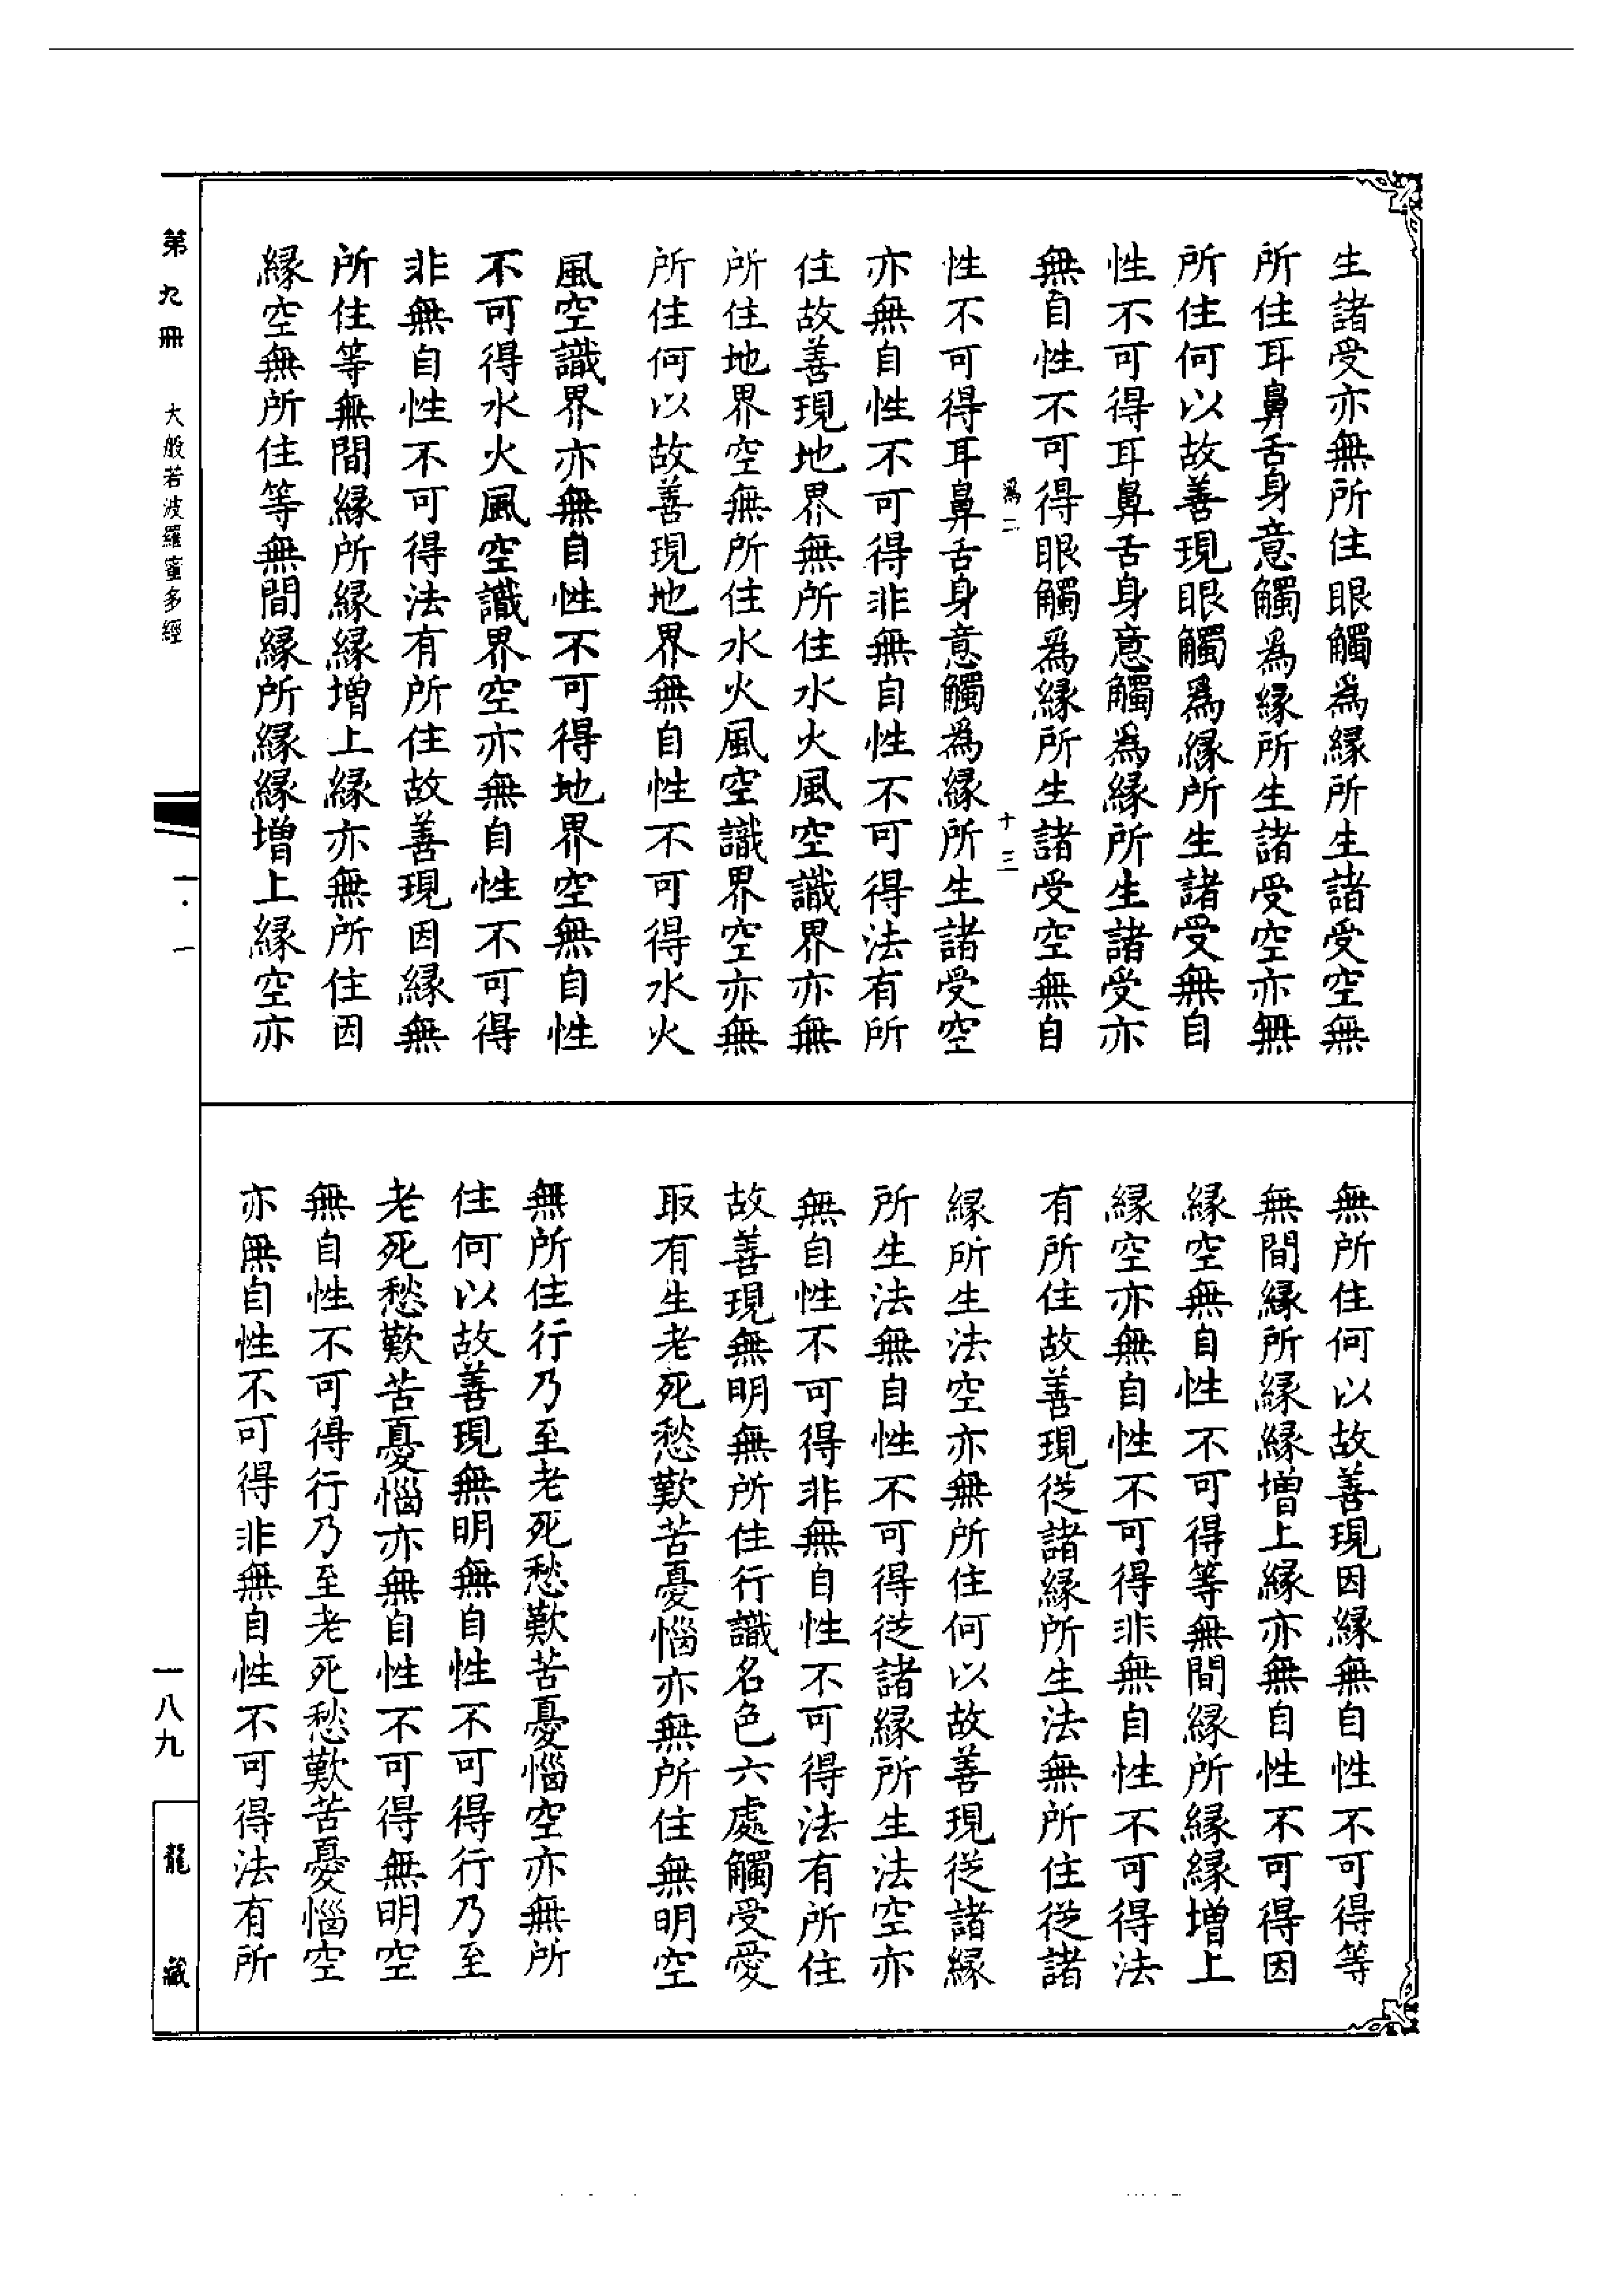 生諸受亦無所住眼觸爲緣所生諸受空無
所住耳鼻舌身意觸爲緣所生諸受空亦無
所住何以故善現眼觸爲緣所生諸受無自
性不可得耳鼻舌身意觸爲緣所生諸受亦
無自性不可得眼觸爲緣所生諸受空無自
爲二 十三
性不可得耳鼻舌身意觸爲緣所生諸受空
亦無自性不可得非無自性不可得法有所
住故善現地界無所住水火風空識界亦無
所住地界空無所住水火風空識界空亦無
所住何以故善現地界無自性不可得水火
風空識界亦無自性不可得地界空無自性
不可得水火風空識界空亦無自性不可得
非無自性不可得法有所住故善現因緣無
所住等無間緣所緣緣增上緣亦無所住因
緣空無所住等無間緣所緣緣增上緣空亦
無所住何以故善現因緣無自性不可得等
無間緣所緣緣增上緣亦無自性不可得因
緣空無自性不可得等無間緣所緣緣增上
緣空亦無自性不可得非無自性不可得法
有所住故善現從諸緣所生法無所住從諸
緣所生法空亦無所住何以故善現從諸緣
所生法無自性不可得從諸緣所生法空亦
無自性不可得非無自性不可得法有所住
故善現無明無所住行識名色六處觸受愛
取有生老死愁歎苦憂惱亦無所住無明空
無所住行乃至老死愁歎苦憂惱空亦無所
住何以故善現無明無自性不可得行乃至
老死愁歎苦憂惱亦無自性不可得無明空
無自性不可得行乃至老死愁歎苦憂惱空
亦無自性不可得非無自性不可得法有所
第九冊 大般若波羅蜜多經
一·一
一八九
龍藏